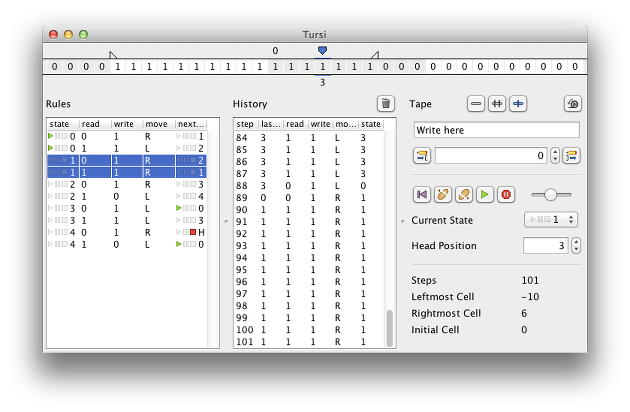 Tursi
0
0 0 0 0 1 1 1 1 1 1 1 1 1 1 1 1 1 1 1 1 1 0 0 0 0 0 0 0 0 0 0 0 0 0
3
Rules
state read write move next...
0 0 1 R 1
0 1 1 L 2
1 0 1 R 2
1 1 1 R 1
2 0 1 R 3
2 1 0 L 4
3 0 1 L 0
3 1 1 L 3
4 0 1 R H
4 1 0 L 0
History
step las... read write mo... state
84 3 1 1 L 3
85 3 1 1 L 3
86 3 1 1 L 3
87 3 1 1 L 3
88 3 0 1 L 0
89 0 0 1 R 1
90 1 1 1 R 1
91 1 1 1 R 1
92 1 1 1 R 1
93 1 1 1 R 1
94 1 1 1 R 1
95 1 1 1 R 1
96 1 1 1 R 1
97 1 1 1 R 1
98 1 1 1 R 1
99 1 1 1 R 1
100 1 1 1 R 1
101 1 1 1 R 1
Tape
Write here
0
Current State 1
Head Position 3
Steps 101
Leftmost Cell -10
Rightmost Cell 6
Initial Cell 0